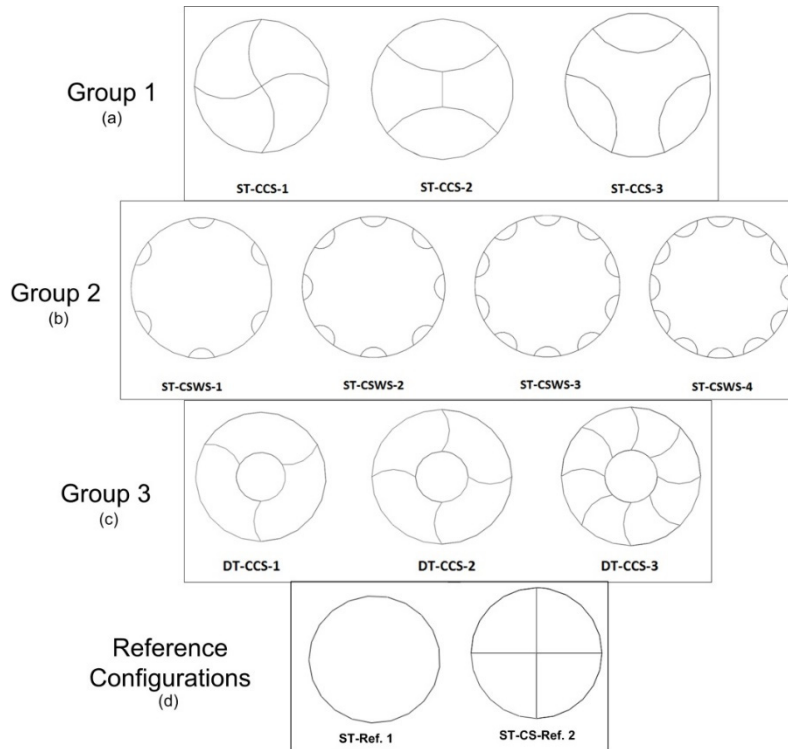 Group 1
(a)
ST-CCS-1
ST-CCS-2
ST-CCS-3
Group 2
(b)
ST-CSWS-1
ST-CSWS-2
ST-CSWS-3
ST-CSWS-4
Group 3
(c)
DT-CCS-1
DT-CCS-2
DT-CCS-3
Reference
Configurations
(d)
ST-Ref. 1
ST-CS-Ref. 2